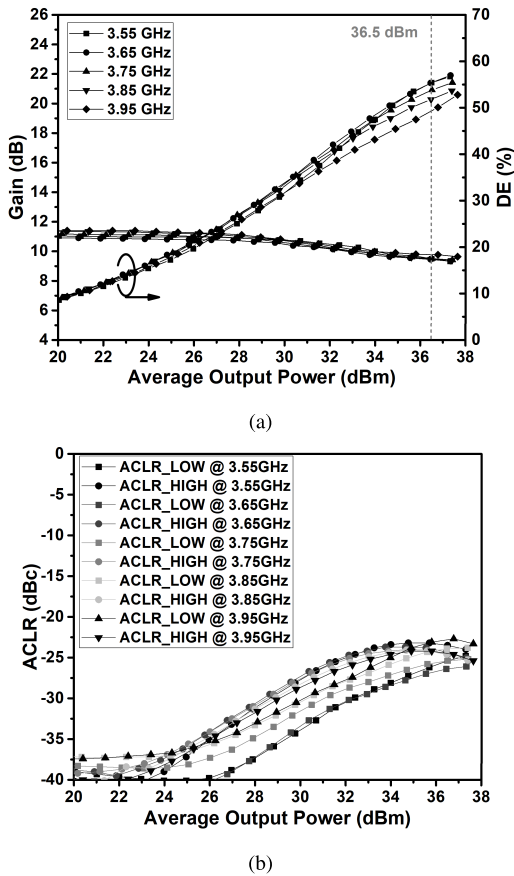 26
24
22
20
18
16
14
12
10
8
6
4
Gain (dB)
3.55 GHz
3.65 GHz
3.75 GHz
3.85 GHz
3.95 GHz
36.5 dBm
70
60
50
40
30
20
10
0
DE (%)
20 22 24 26 28 30 32 34 36 38
Average Output Power (dBm)
(a)
0
-5
-10
-15
-20
-25
-30
-35
-40
ACLR (dBc)
ACLR_LOW @ 3.55GHz
ACLR_HIGH @ 3.55GHz
ACLR_LOW @ 3.65GHz
ACLR_HIGH @ 3.65GHz
ACLR_LOW @ 3.75GHz
ACLR_HIGH @ 3.75GHz
ACLR_LOW @ 3.85GHz
ACLR_HIGH @ 3.85GHz
ACLR_LOW @ 3.95GHz
ACLR_HIGH @ 3.95GHz
20 22 24 26 28 30 32 34 36 38
Average Output Power (dBm)
(b)